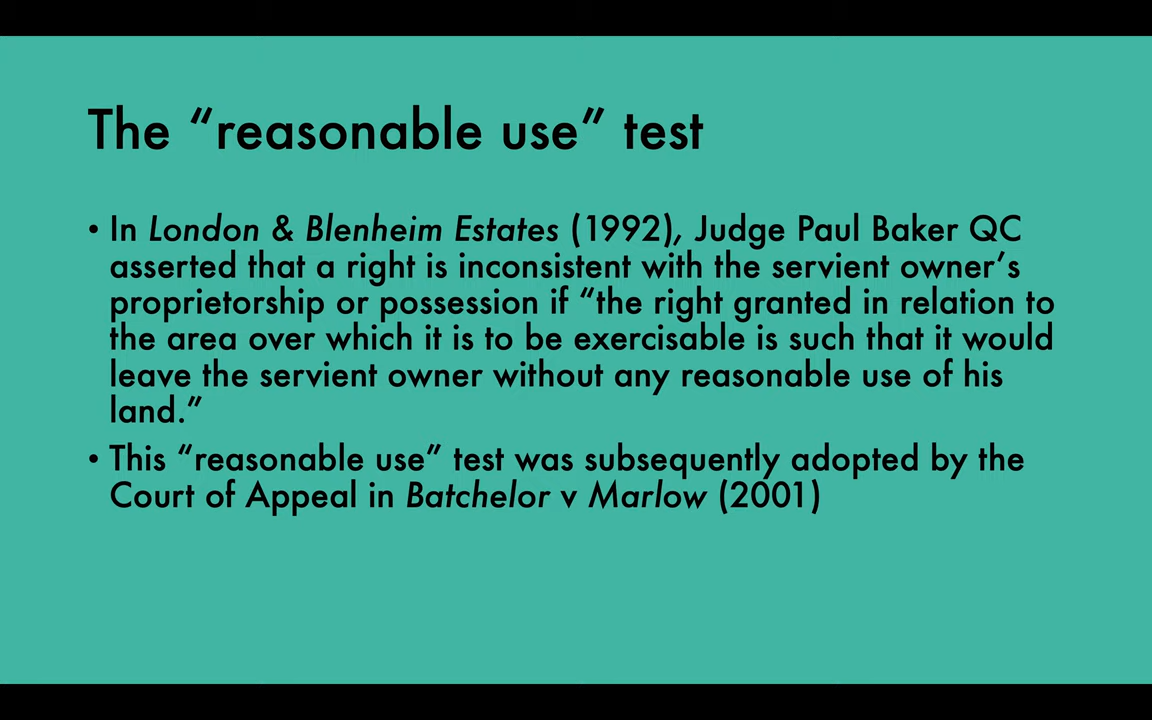 The “reasonable use” test
• In London & Blenheim Estates (1992), Judge Paul Baker QC
asserted that a right is inconsistent with the servient owner’s
proprietorship or possession if “the right granted in relation to
the area over which it is to be exercisable is such that it would
leave the servient owner without any reasonable use of his
land.”
• This “reasonable use” test was subsequently adopted by the
Court of Appeal in Batchelor v Marlow (2001)